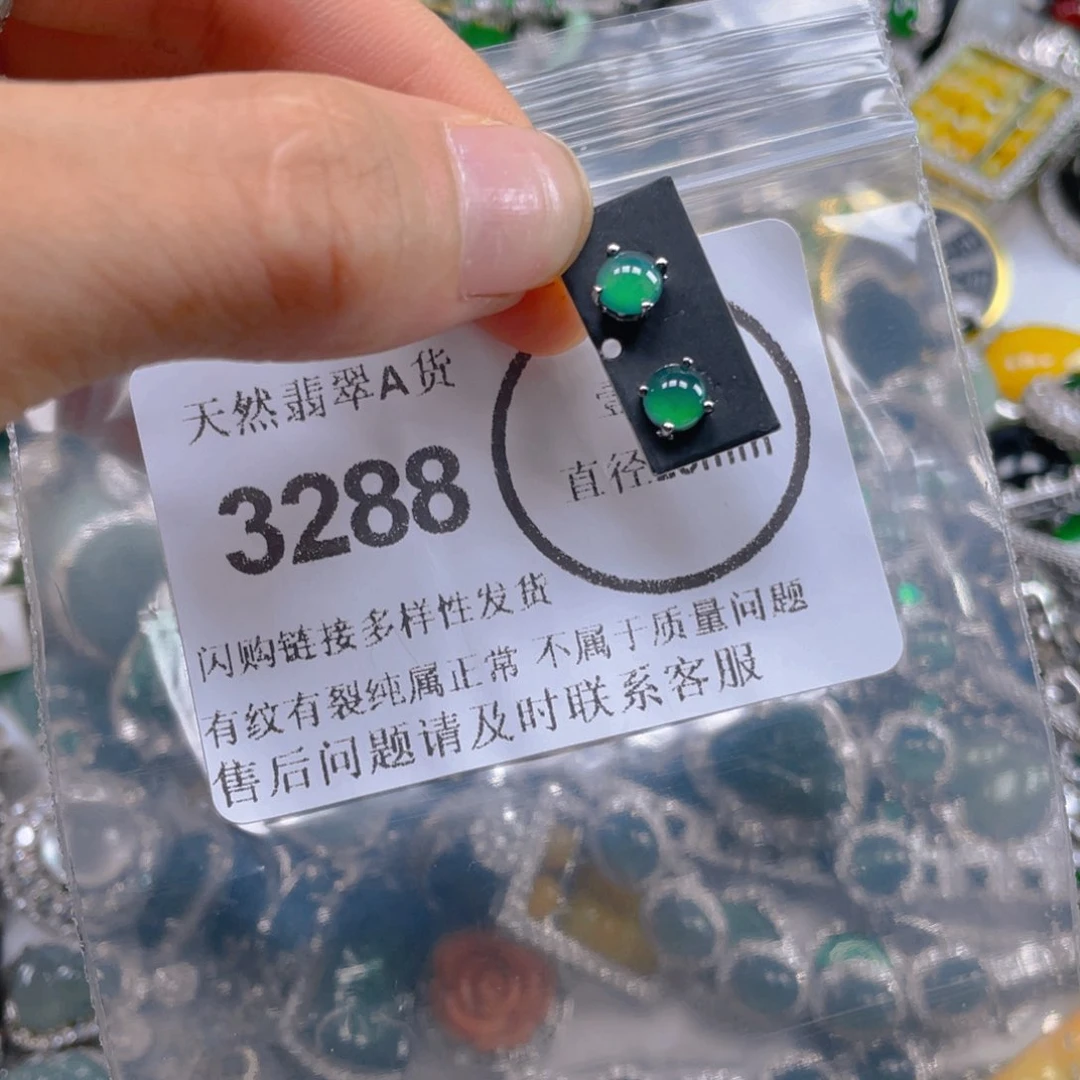 天然翡翠A货
3288
直径
闪购链接多样性发货
有纹有裂纯属正常 不属于质量问题
售后问题请及时联系客服